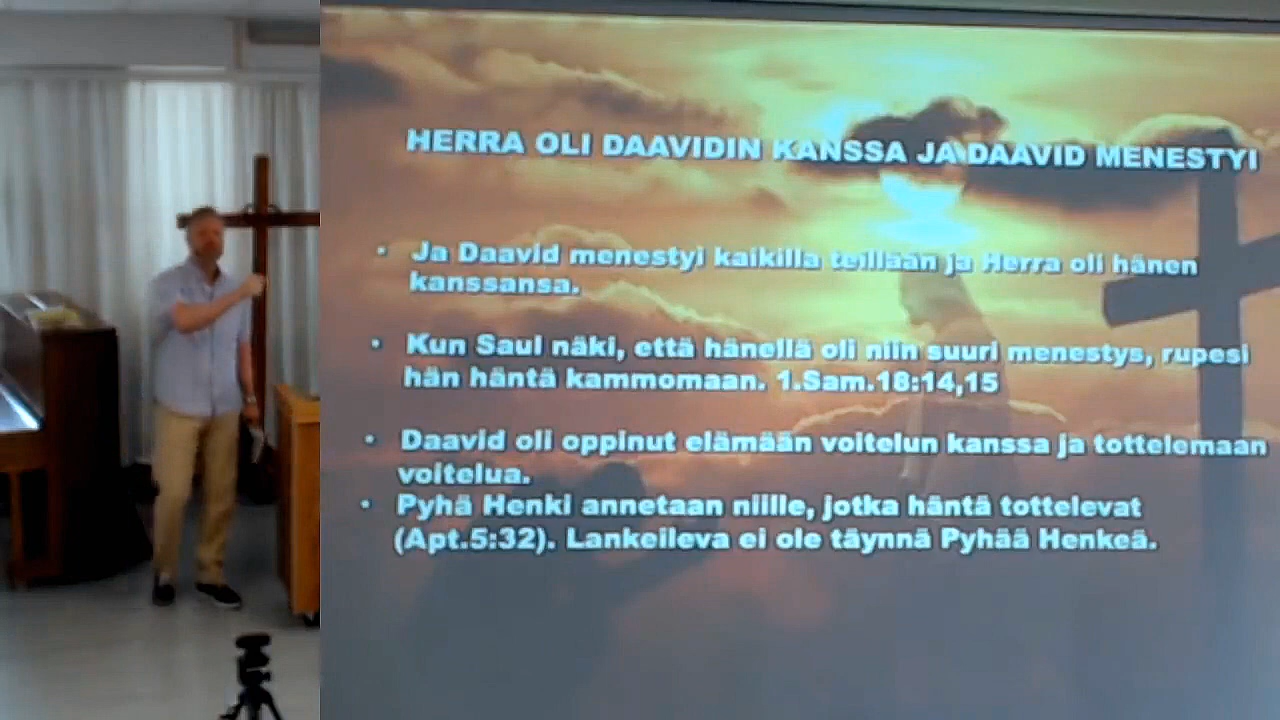 HERRA OLI DAAVIDIN KANSSA JA DAAVID MENESTYI
• Ja Daavid menestyi kaikilla teillään ja Herra oli hänen
kanssansa.
• Kun Saul näki, että hänellä oli niin suuri menestys, rupesi
hän häntä kammomaan. 1.Sam.18:14,15
• Daavid oli oppinut elämään voitelun kanssa ja tottelemaan
voitelua.
• Pyhä Henki annetaan niille, jotka häntä tottelevat
(Apt.5:32). Lankeileva ei ole täynnä Pyhää Henkeä.